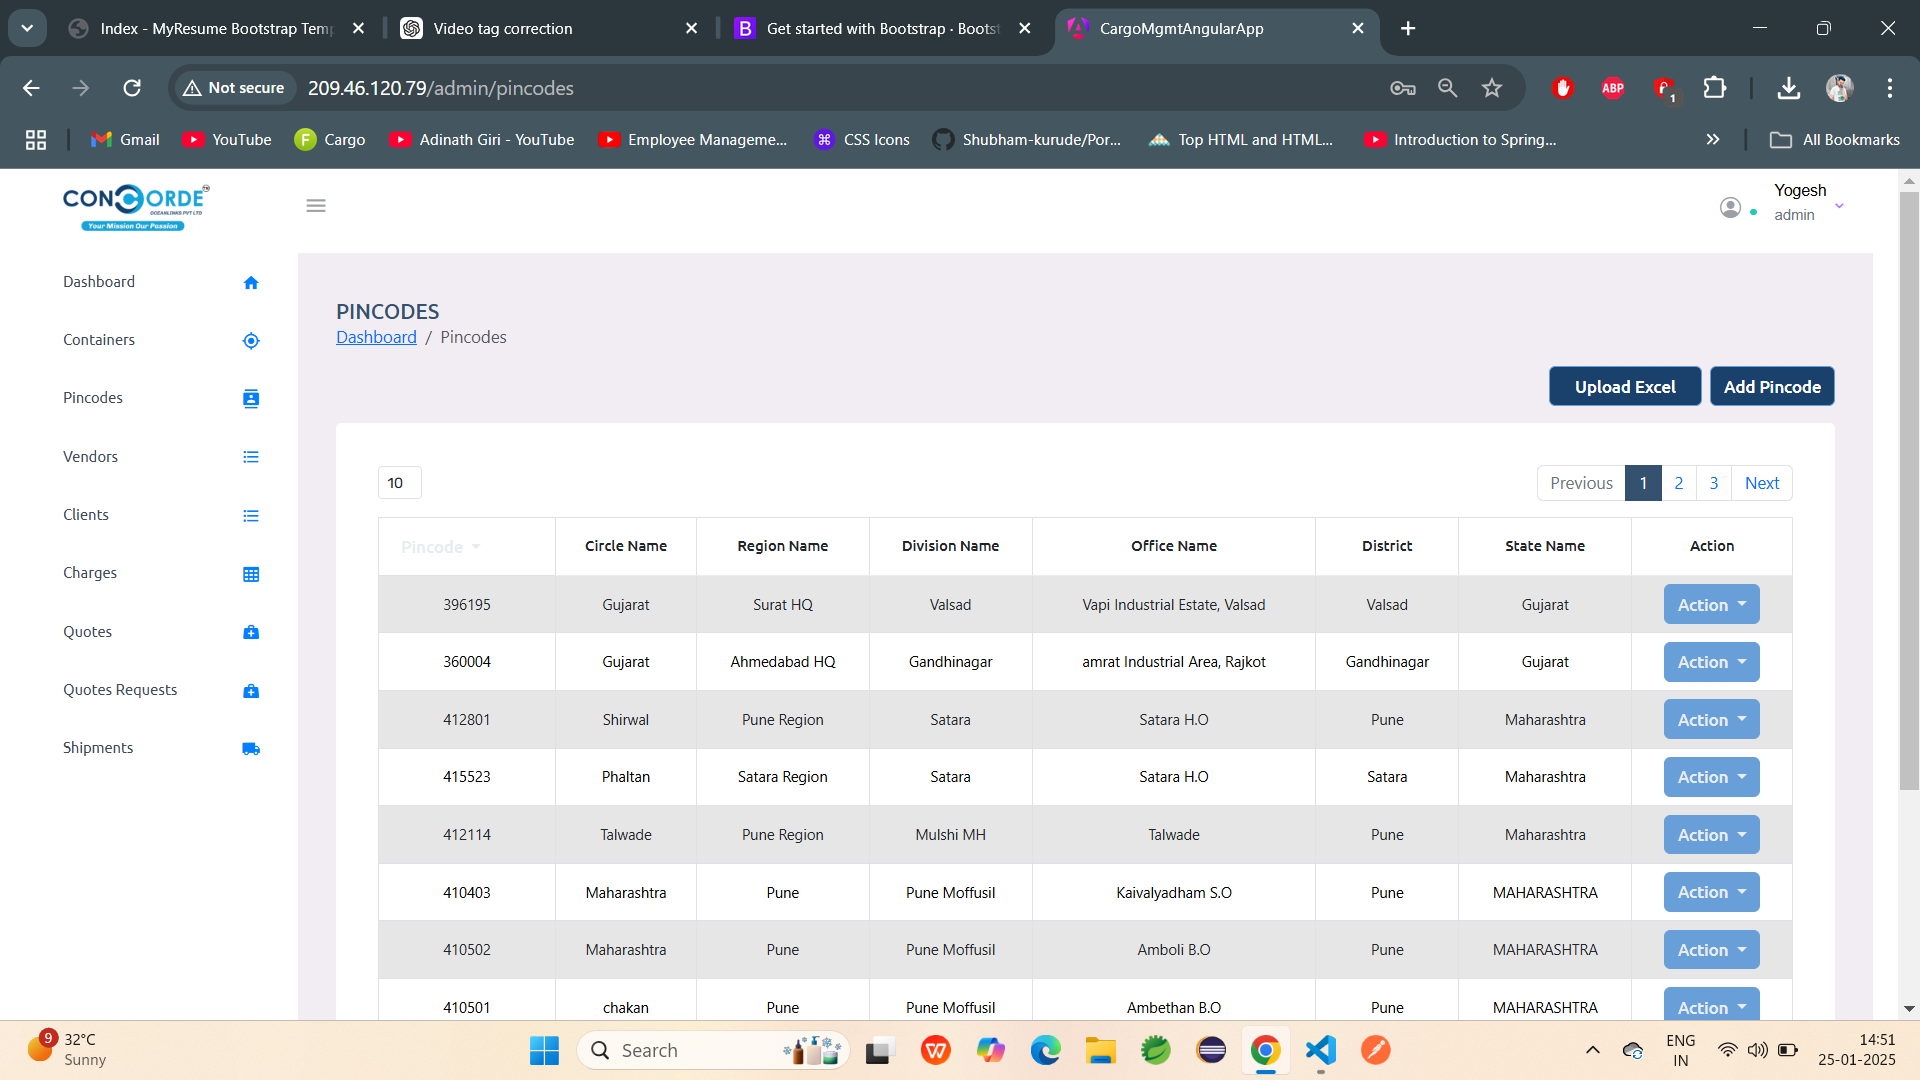 Index - MyResume Bootstrap Temp
Video tag correction
Get started with Bootstrap · Boots
CargoMgmtAngularApp
Not secure
209.46.120.79/admin/pincodes
ABP
1
Gmail
YouTube
Cargo
Adinath Giri - YouTube
Employee Manageme...
CSS Icons
Shubham-kurude/Por...
Top HTML and HTML...
Introduction to Spring...
All Bookmarks
CONCORDE
OCEANLINKS PVT LTD
Your Mission Our Passion
Yogesh
admin
Dashboard
Containers
Pincodes
Vendors
Clients
Charges
Quotes
Quotes Requests
Shipments
PINCODES
Dashboard / Pincodes
Upload Excel Add Pincode
10
Previous 1 2 3 Next
Pincode Circle Name Region Name Division Name Office Name District State Name Action
396195 Gujarat Surat HQ Valsad Vapi Industrial Estate, Valsad Valsad Gujarat Action
360004 Gujarat Ahmedabad HQ Gandhinagar amrat Industrial Area, Rajkot Gandhinagar Gujarat Action
412801 Shirwal Pune Region Satara Satara H.O Pune Maharashtra Action
415523 Phaltan Satara Region Satara Satara H.O Satara Maharashtra Action
412114 Talwade Pune Region Mulshi MH Talwade Pune Maharashtra Action
410403 Maharashtra Pune Pune Moffusil Kaivalyadham S.O Pune MAHARASHTRA Action
410502 Maharashtra Pune Pune Moffusil Amboli B.O Pune MAHARASHTRA Action
410501 chakan Pune Pune Moffusil Ambethan B.O Pune MAHARASHTRA Action
9
32°C
Sunny
Search
ENG
IN
14:51
25-01-2025